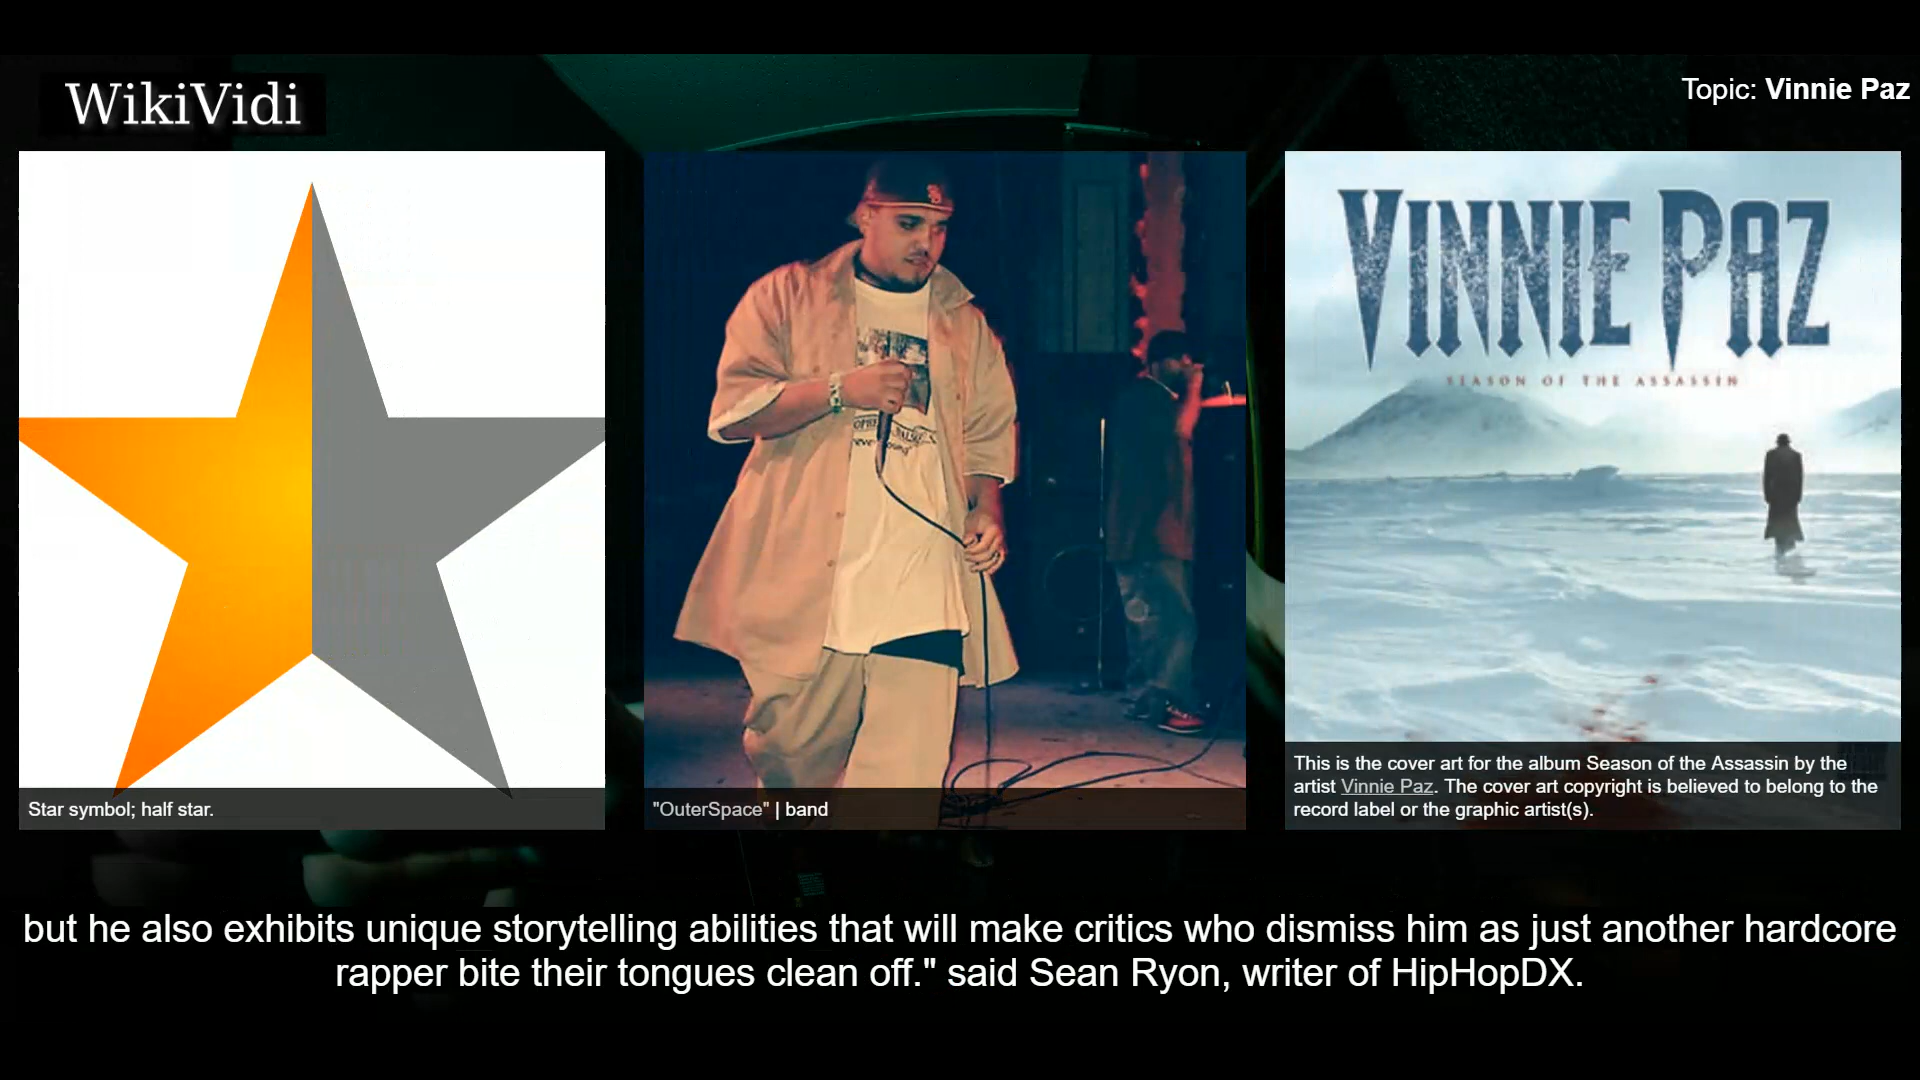 WikiVidi
Topic: Vinnie Paz
VINNIE PAZ
SEASON OF THE ASSASSIN
Star symbol; half star.
"OuterSpace" | band
This is the cover art for the album Season of the Assassin by the
artist Vinnie Paz. The cover art copyright is believed to belong to the
record label or the graphic artist(s).
but he also exhibits unique storytelling abilities that will make critics who dismiss him as just another hardcore
rapper bite their tongues clean off." said Sean Ryon, writer of HipHopDX.